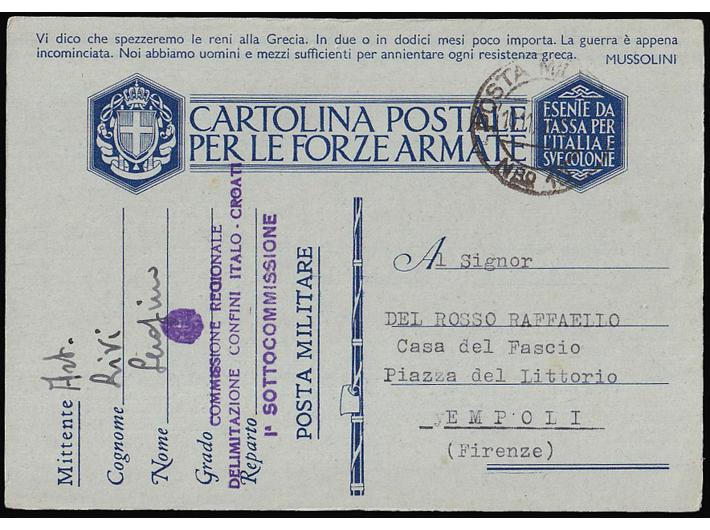 Vi dico che spezzeremo le reni alla Grecia. In due o in dodici mesi poco importa. La guerra è appena
incominciata. Noi abbiamo uomini e mezzi sufficienti per annientare ogni resistenza greca. MUSSOLINI
CARTOLINA POSTALE
PER LE FORZE ARMATE
ESENTE DA
TASSA PER
L'ITALIA E
SUE COLONIE
POSTA MI
Al Signor
DEL ROSSO RAFFAELLO
Casa del Fascio
Piazza del Littorio
EMPOLI
(Firenze)
Mittente
Cognome Livi
Nome
Grado
Reparto
COMMISSIONE REGIONALE
DELIMITAZIONE CONFINI ITALO-CROATI
Iª SOTTOCOMMISSIONE
POSTA MILITARE